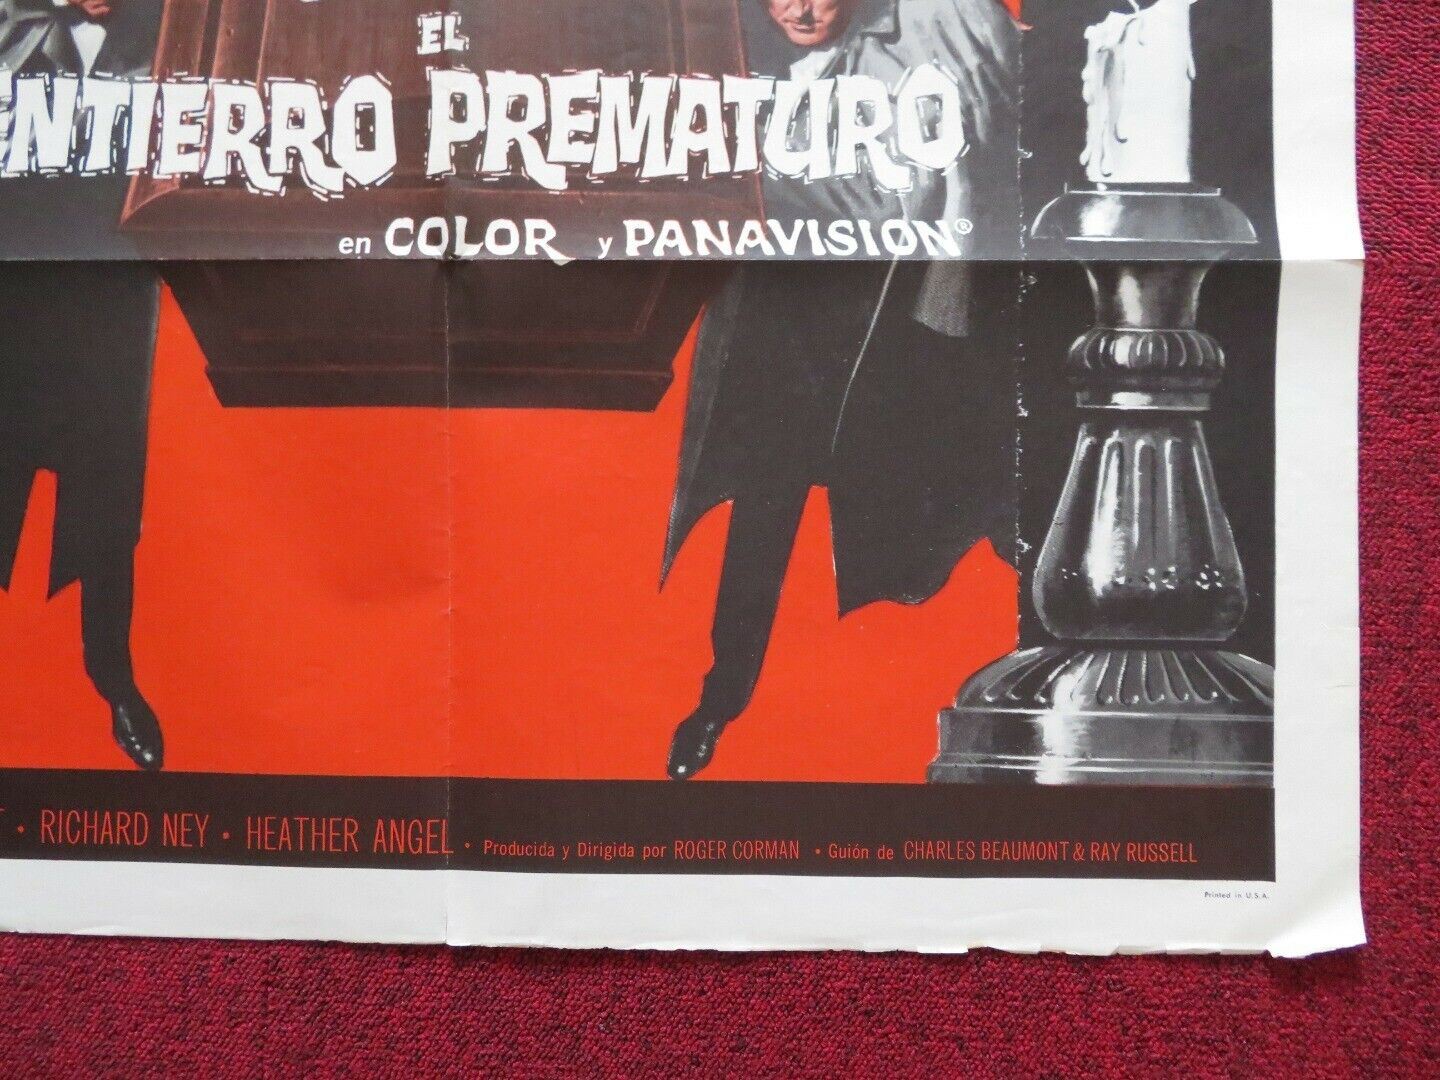 EL
ENTIERRO PREMATURO
en COLOR y PANAVISION®
T • RICHARD NEY • HEATHER ANGEL • Producida y Dirigida por ROGER CORMAN • Guión de CHARLES BEAUMONT & RAY RUSSELL
Printed in U.S.A.